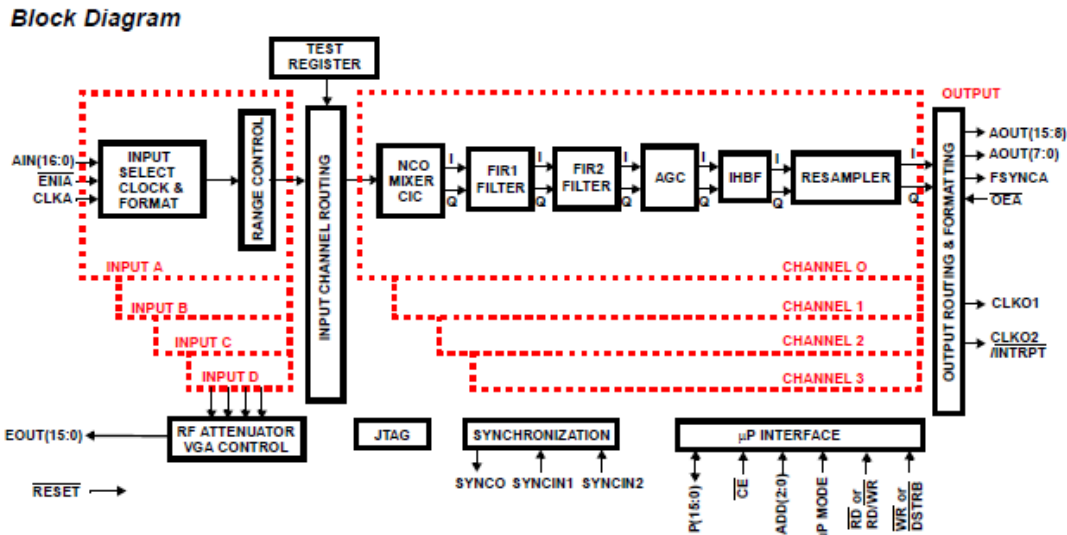 Block Diagram
TEST
REGISTER
OUTPUT
AIN(16:0)
ENIA
CLKA
INPUT
SELECT
CLOCK &
FORMAT
RANGE CONTROL
INPUT CHANNEL ROUTING
NCO
MIXER
CIC
I
Q
FIR1
FILTER
I
Q
FIR2
FILTER
I
Q
AGC
I
Q
IHBF
I
Q
RESAMPLER
I
Q
OUTPUT ROUTING & FORMATTING
AOUT(15:8)
AOUT(7:0)
FSYNCA
OEA
CLKO1
CLKO2
/INTRPT
INPUT A
INPUT B
INPUT C
INPUT D
CHANNEL O
CHANNEL 1
CHANNEL 2
CHANNEL 3
EOUT(15:0)
RF ATTENUATOR
VGA CONTROL
JTAG
SYNCHRONIZATION
µP INTERFACE
SYNCO
SYNCIN1
SYNCIN2
P(15:0)
CE
ADD(2:0)
µP MODE
RD or
RD/WR
WR or
DSTRB
RESET